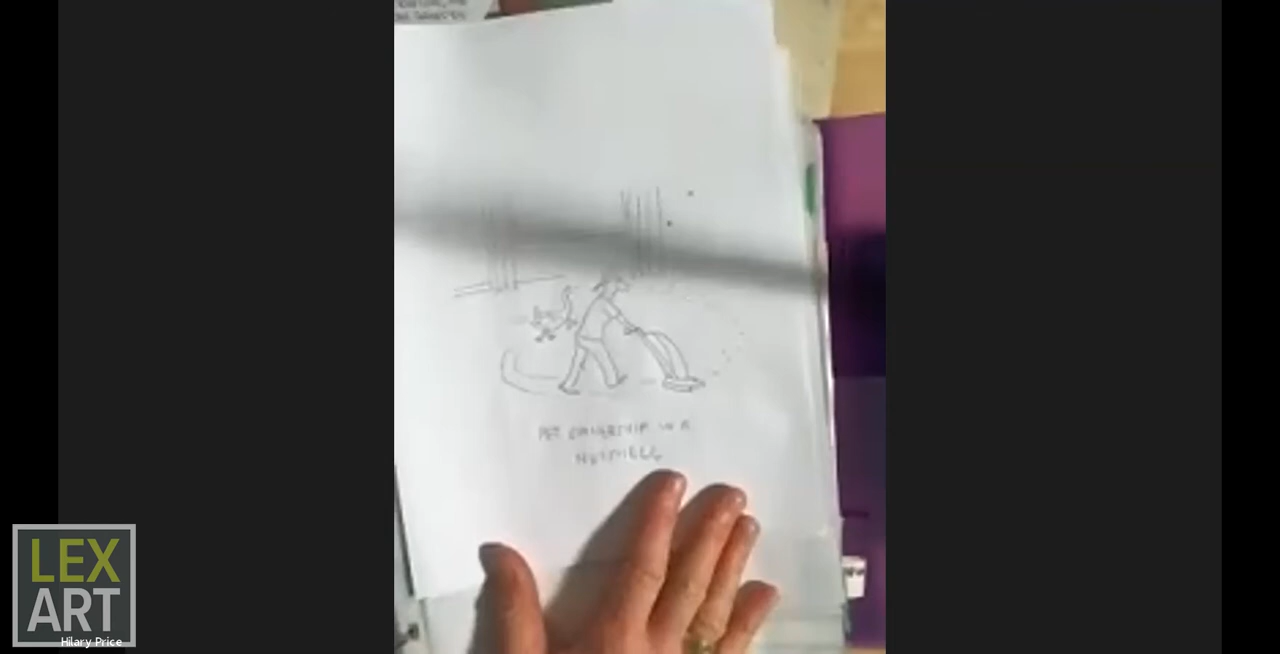 PET OWNERSHIP IN A
NUTSHELL
LEX
ART
Hilary Price